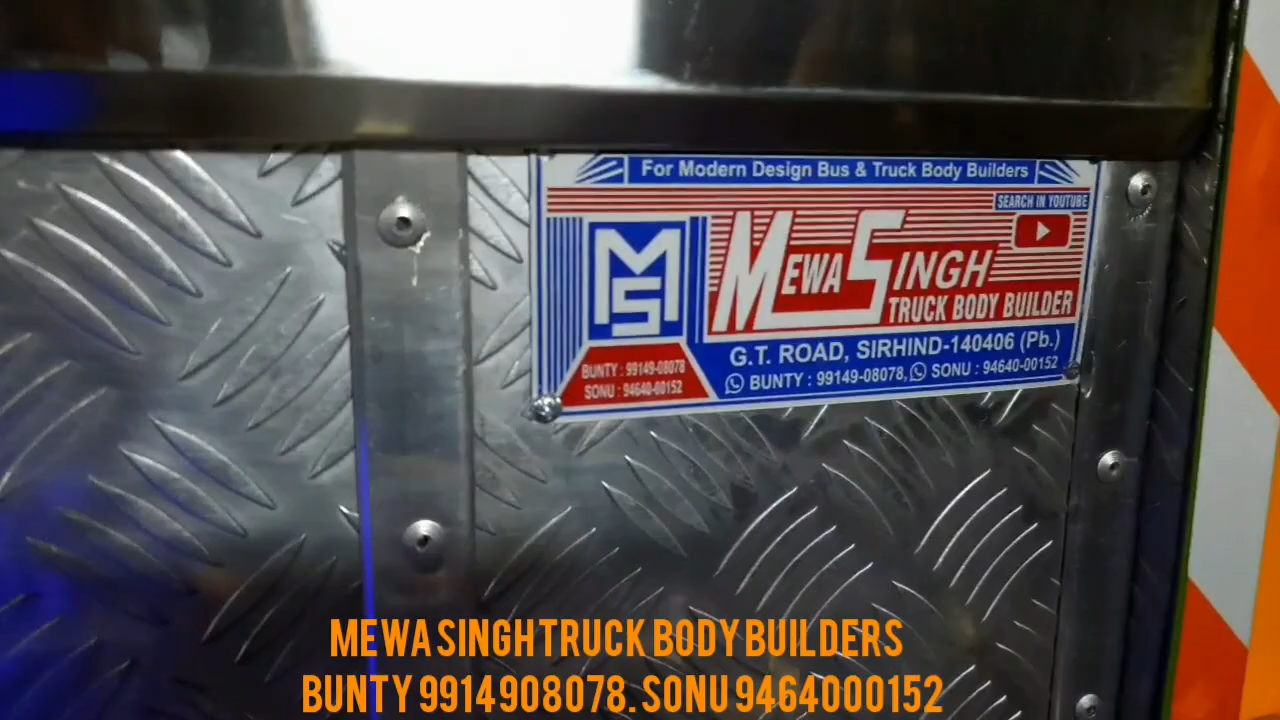 For Modern Design Bus & Truck Body Builders
SEARCH IN YOUTUBE
MS
MEWA SINGH
TRUCK BODY BUILDER
G.T. ROAD, SIRHIND-140406 (Pb.)
BUNTY : 99149-08078
SONU : 94640-00152
BUNTY : 99149-08078, SONU : 94640-00152
MEWA SINGH TRUCK BODY BUILDERS
BUNTY 9914908078. SONU 9464000152